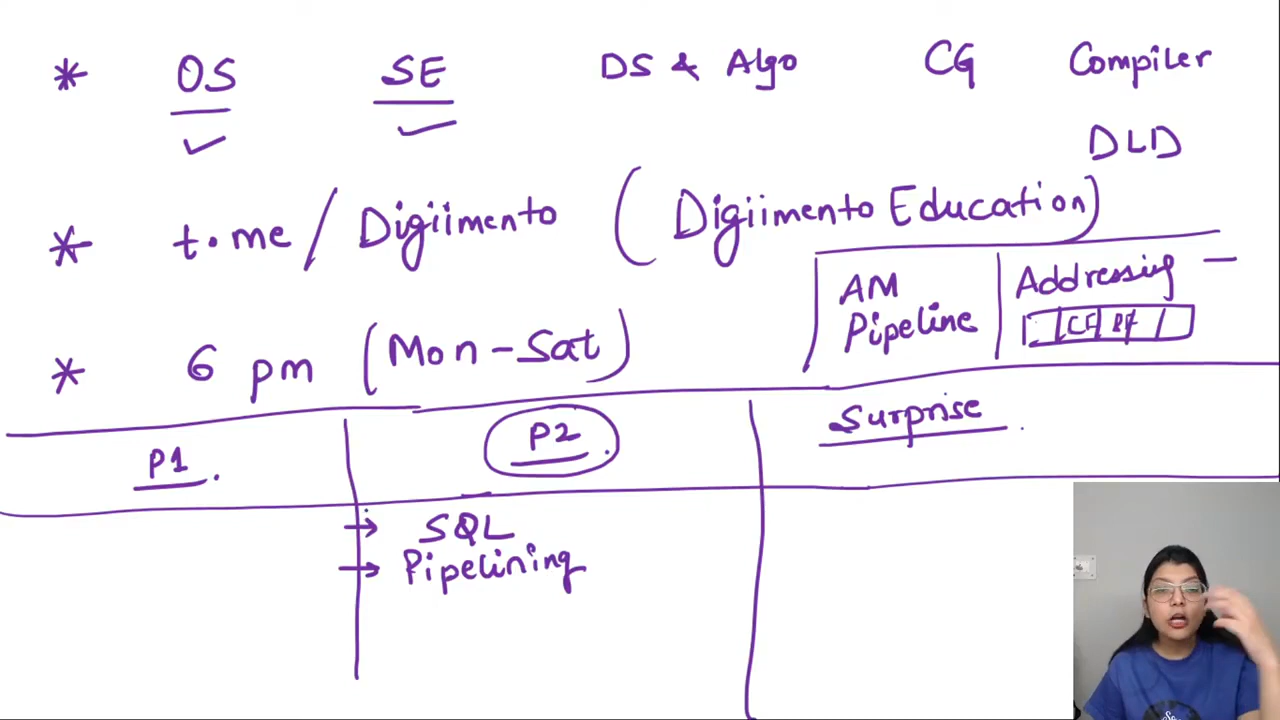 * OS SE DS & Algo CG Compiler
DLD
* t.me/Digiimento (Digiimento Education)
AM
Pipeline
Addressing
* 6 pm (Mon-Sat)
P1.
P2.
Surprise
→ SQL
→ Pipelining